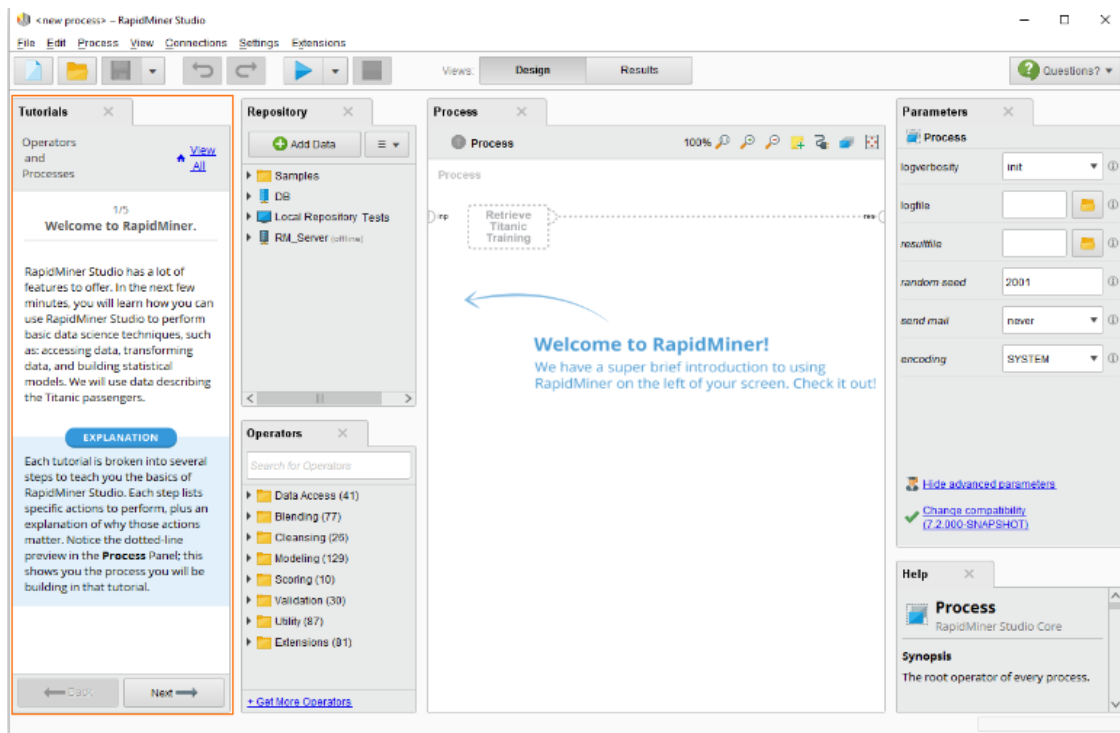 <new process> – RapidMiner Studio
File Edit Process View Connections Settings Extensions
Views: Design Results
Questions?
Tutorials
Operators
and
Processes
View
All
1/5
Welcome to RapidMiner.
RapidMiner Studio has a lot of
features to offer. In the next few
minutes, you will learn how you can
use RapidMiner Studio to perform
basic data science techniques, such
as: accessing data, transforming
data, and building statistical
models. We will use data describing
the Titanic passengers.
EXPLANATION
Each tutorial is broken into several
steps to teach you the basics of
RapidMiner Studio. Each step lists
specific actions to perform, plus an
explanation of why those actions
matter. Notice the dotted-line
preview in the Process Panel; this
shows you the process you will be
building in that tutorial.
Back
Next
Repository
Add Data
Samples
DB
Local Repository Tests
RM_Server (offline)
Operators
Search for Operators
Data Access (41)
Blending (77)
Cleansing (26)
Modeling (129)
Scoring (10)
Validation (30)
Utility (87)
Extensions (81)
+ Get More Operators
Process
Process
100%
Process
inp
Retrieve
Titanic
Training
res
Welcome to RapidMiner!
We have a super brief introduction to using
RapidMiner on the left of your screen. Check it out!
Parameters
Process
logverbosity init
logfile
resultfile
random seed 2001
send mail never
encoding SYSTEM
Hide advanced parameters
Change compatibility
(7.2.000-SNAPSHOT)
Help
Process
RapidMiner Studio Core
Synopsis
The root operator of every process.